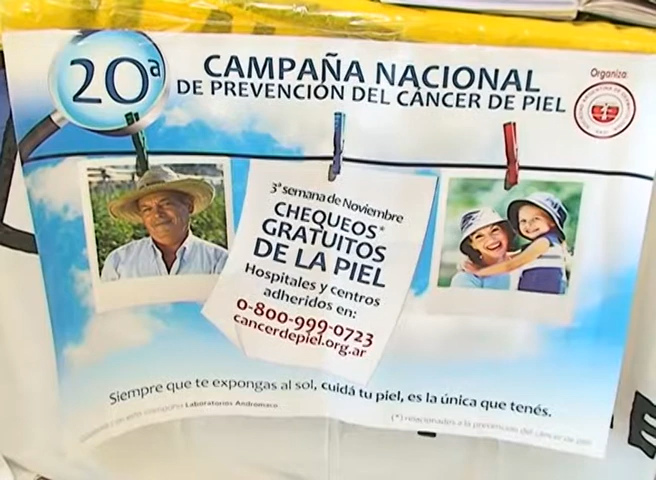 20ª
CAMPAÑA NACIONAL
DE PREVENCIÓN DEL CÁNCER DE PIEL
Organiza:
3ª semana de Noviembre
CHEQUEOS*
GRATUITOS
DE LA PIEL
Hospitales y centros
adheridos en:
0-800-999-0723
cancerdepiel.org.ar
Siempre que te expongas al sol, cuidá tu piel, es la única que tenés.
esta campaña Laboratorios Andromaco
(*) relacionados a la prevención del cáncer de piel